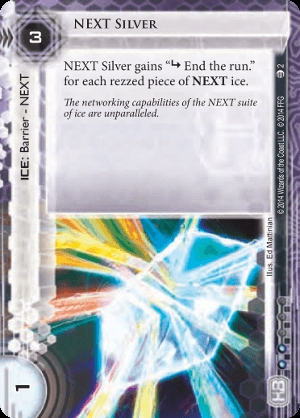 NEXT Silver
3
NEXT Silver gains “↳ End the run.”
for each rezzed piece of NEXT ice.
The networking capabilities of the NEXT suite
of ice are unparalleled.
ICE: Barrier - NEXT
2
© 2014 Wizards of the Coast LLC. © 2014 FFG
Illus. Ed Mattinian
1
HB